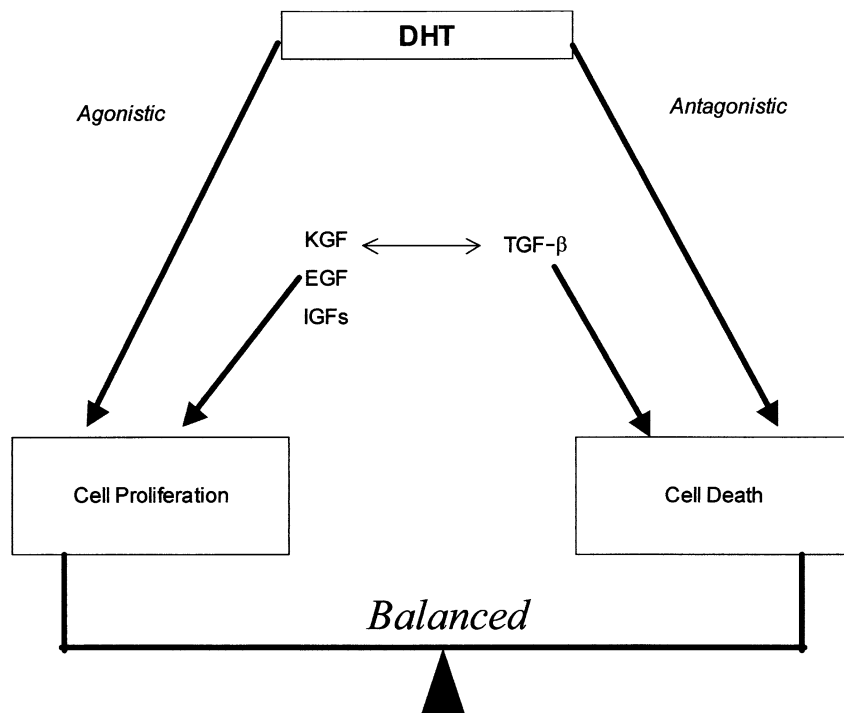 DHT
Agonistic
Antagonistic
KGF
TGF-β
EGF
IGFs
Cell Proliferation
Cell Death
Balanced